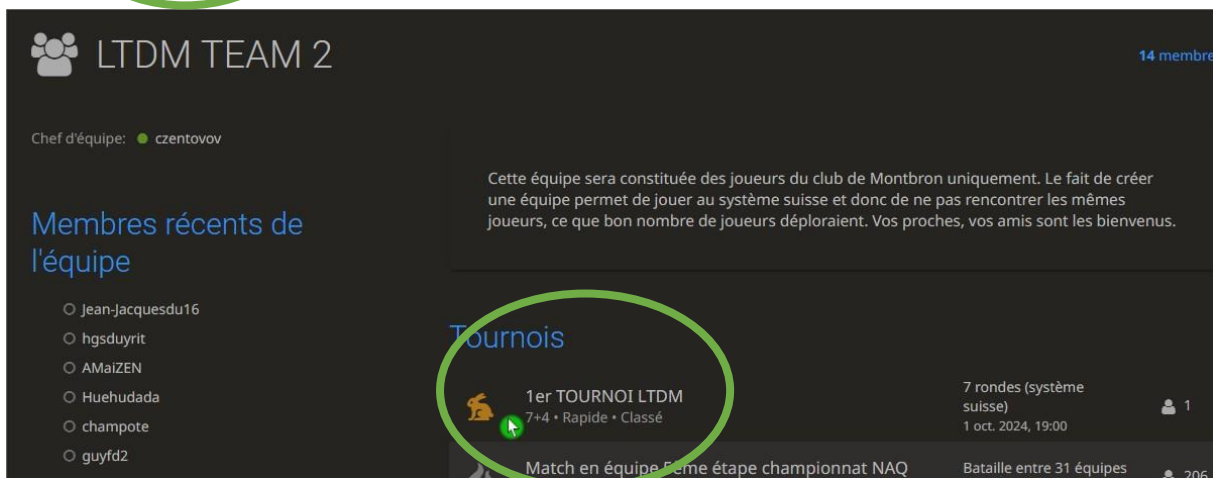 LTDM TEAM 2
14 membre
Chef d'équipe: czentovov
Cette équipe sera constituée des joueurs du club de Montbron uniquement. Le fait de créer
une équipe permet de jouer au système suisse et donc de ne pas rencontrer les mêmes
joueurs, ce que bon nombre de joueurs déploraient. Vos proches, vos amis sont les bienvenus.
Membres récents de
l'équipe
Jean-Jacquesdu16
hgsduyrit
AMaiZEN
Huehudada
champote
guyfd2
Tournois
1er TOURNOI LTDM
7+4 • Rapide • Classé
7 rondes (système
suisse)
1 oct. 2024, 19:00
1
Match en équipe 5ème étape championnat NAQ
Bataille entre 31 équipes
206